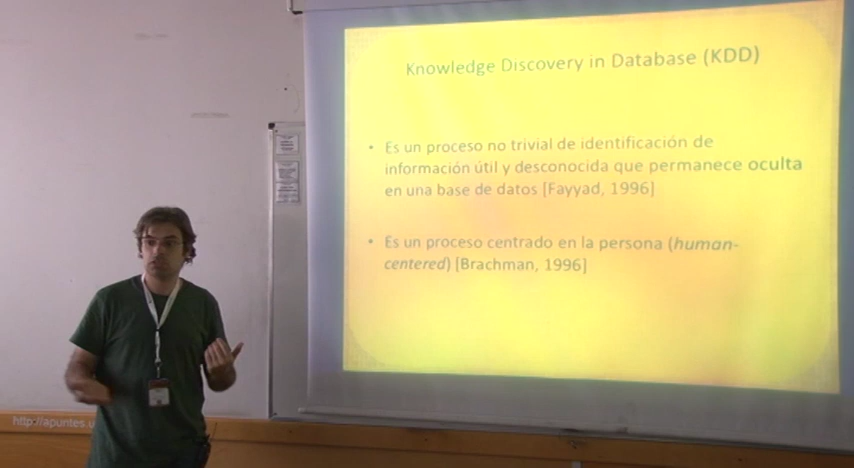 Knowledge Discovery in Database (KDD)
• Es un proceso no trivial de identificación de
información útil y desconocida que permanece oculta
en una base de datos [Fayyad, 1996]
• Es un proceso centrado en la persona (human-
centered) [Brachman, 1996]
http://apuntes.u